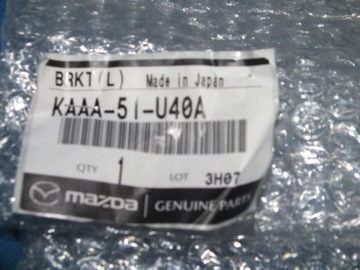 BRKT(L) Made in Japan
KAAA-51-U40A
QTY 1 LOT 3H07
mazda GENUINE PARTS